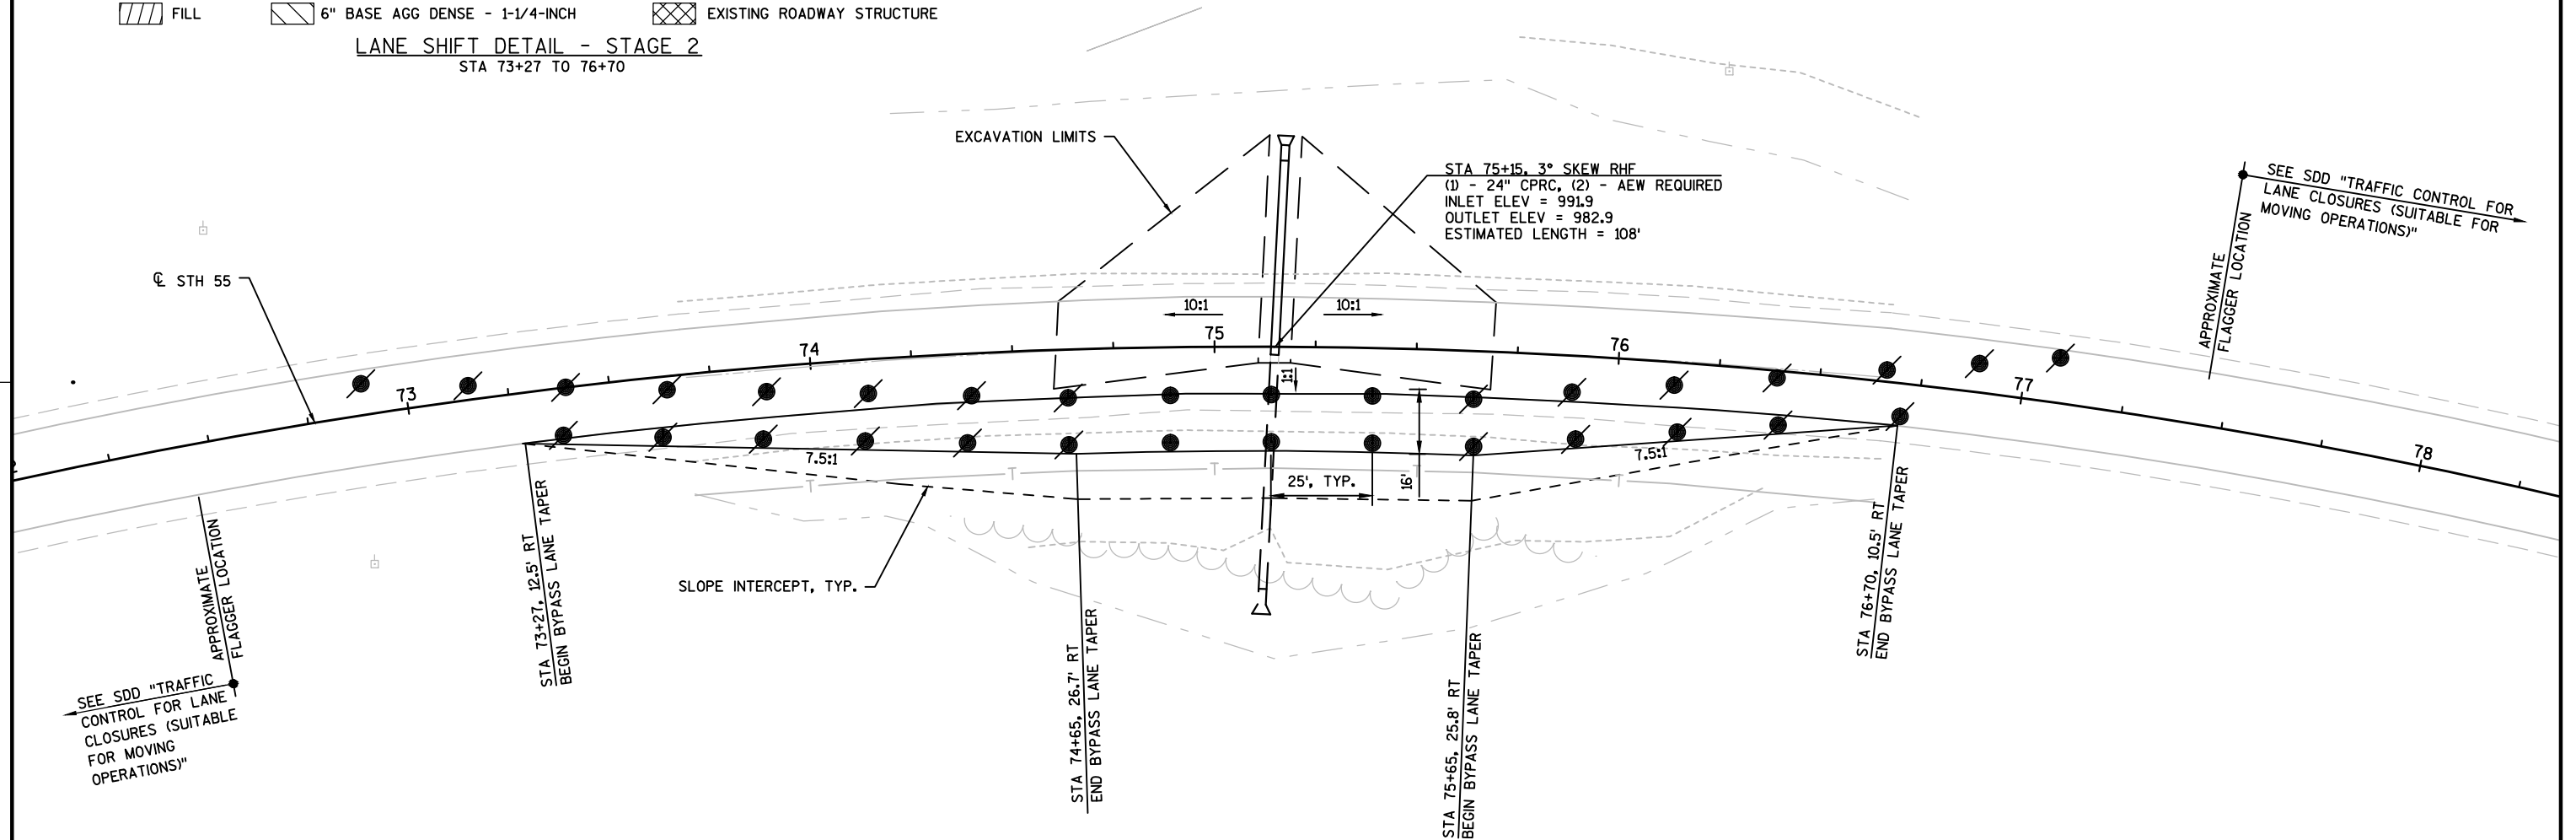 FILL
6" BASE AGG DENSE - 1-1/4-INCH
EXISTING ROADWAY STRUCTURE
LANE SHIFT DETAIL - STAGE 2
STA 73+27 TO 76+70
EXCAVATION LIMITS
STA 75+15, 3° SKEW RHF
(1) - 24" CPRC, (2) - AEW REQUIRED
INLET ELEV = 991.9
OUTLET ELEV = 982.9
ESTIMATED LENGTH = 108'
SEE SDD "TRAFFIC CONTROL FOR
LANE CLOSURES (SUITABLE FOR
MOVING OPERATIONS)"
APPROXIMATE
FLAGGER LOCATION
℄ STH 55
10:1
10:1
73
74
75
76
77
78
1:1
7.5:1
7.5:1
T
T
T
T
T
25', TYP.
16'
SLOPE INTERCEPT, TYP.
APPROXIMATE
FLAGGER LOCATION
SEE SDD "TRAFFIC
CONTROL FOR LANE
CLOSURES (SUITABLE
FOR MOVING
OPERATIONS)"
STA 73+27, 12.5' RT
BEGIN BYPASS LANE TAPER
STA 74+65, 26.7' RT
END BYPASS LANE TAPER
STA 75+65, 25.8' RT
BEGIN BYPASS LANE TAPER
STA 76+70, 10.5' RT
END BYPASS LANE TAPER